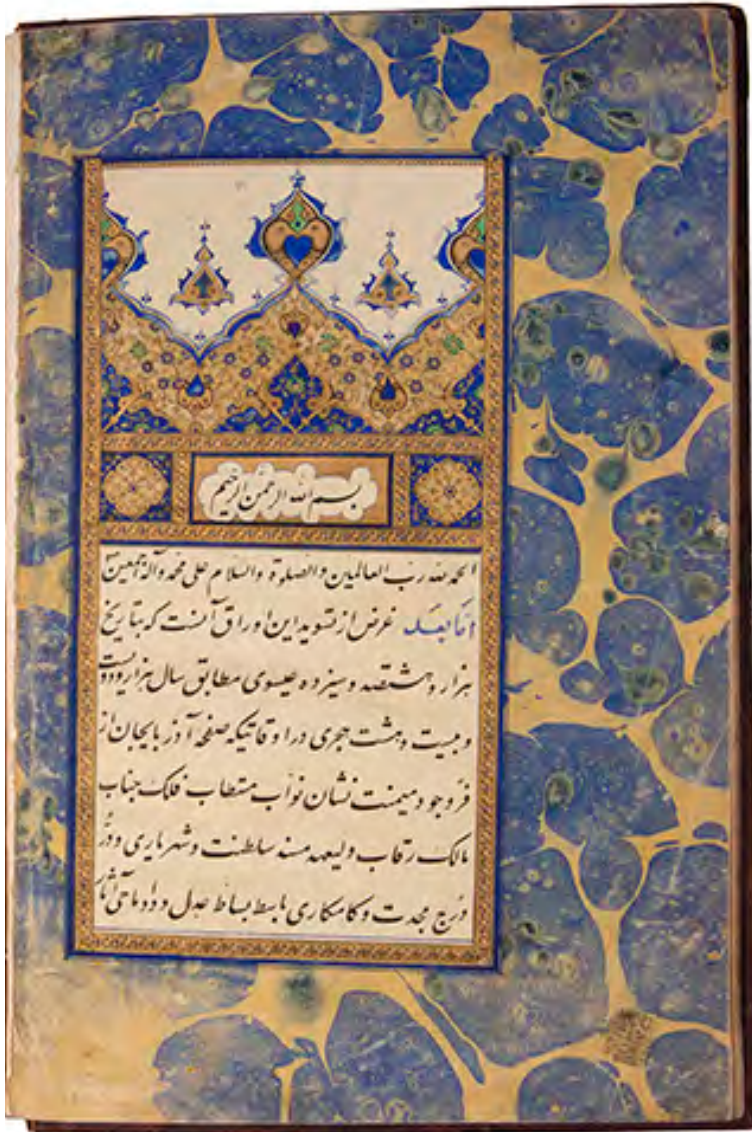 بسم الله الرحمن الرحیم
الحمد لله رب العالمین والصلوة والسلام علی محمد وآله اجمعین
اما بعد غرض از تسوید این اوراق آنست که بتاریخ
هزار و هشتصد و سیزده عیسوی مطابق سال هزار و دویست
و بیست و هشت هجری در اوقاتیکه صفحه آذربایجان از
فر وجود میمنت نشان نواب مستطاب فلک جناب
مالک رقاب ولیعهد مسند سلطنت و شهریاری و در
درج مجدت و کامکاری باسط بساط عدل و داد ماحی آثار